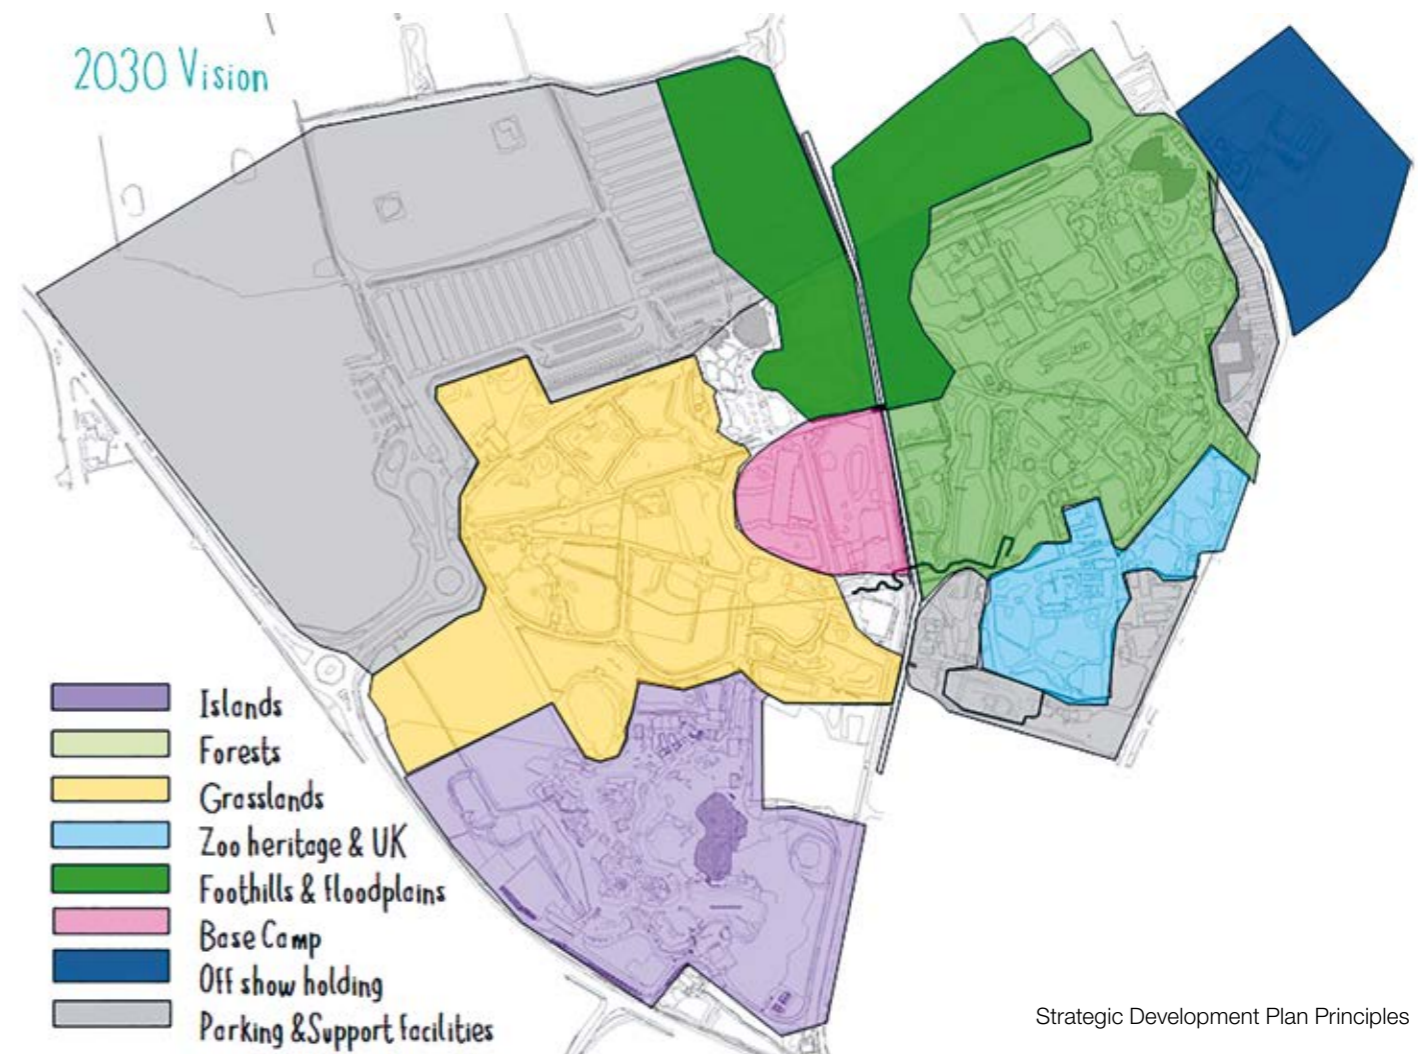 2030 Vision
Islands
Forests
Grasslands
Zoo heritage & UK
Foothills & floodplains
Base Camp
Off show holding
Parking &Support facilities
Strategic Development Plan Principles